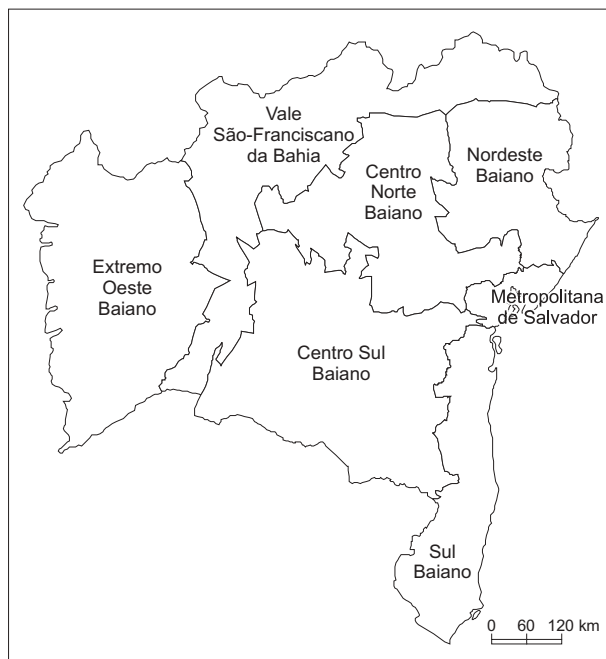 Vale
São-Franciscano
da Bahia
Centro
Norte
Baiano
Nordeste
Baiano
Extremo
Oeste
Baiano
Metropolitana
de Salvador
Centro Sul
Baiano
Sul
Baiano
0 60 120 km